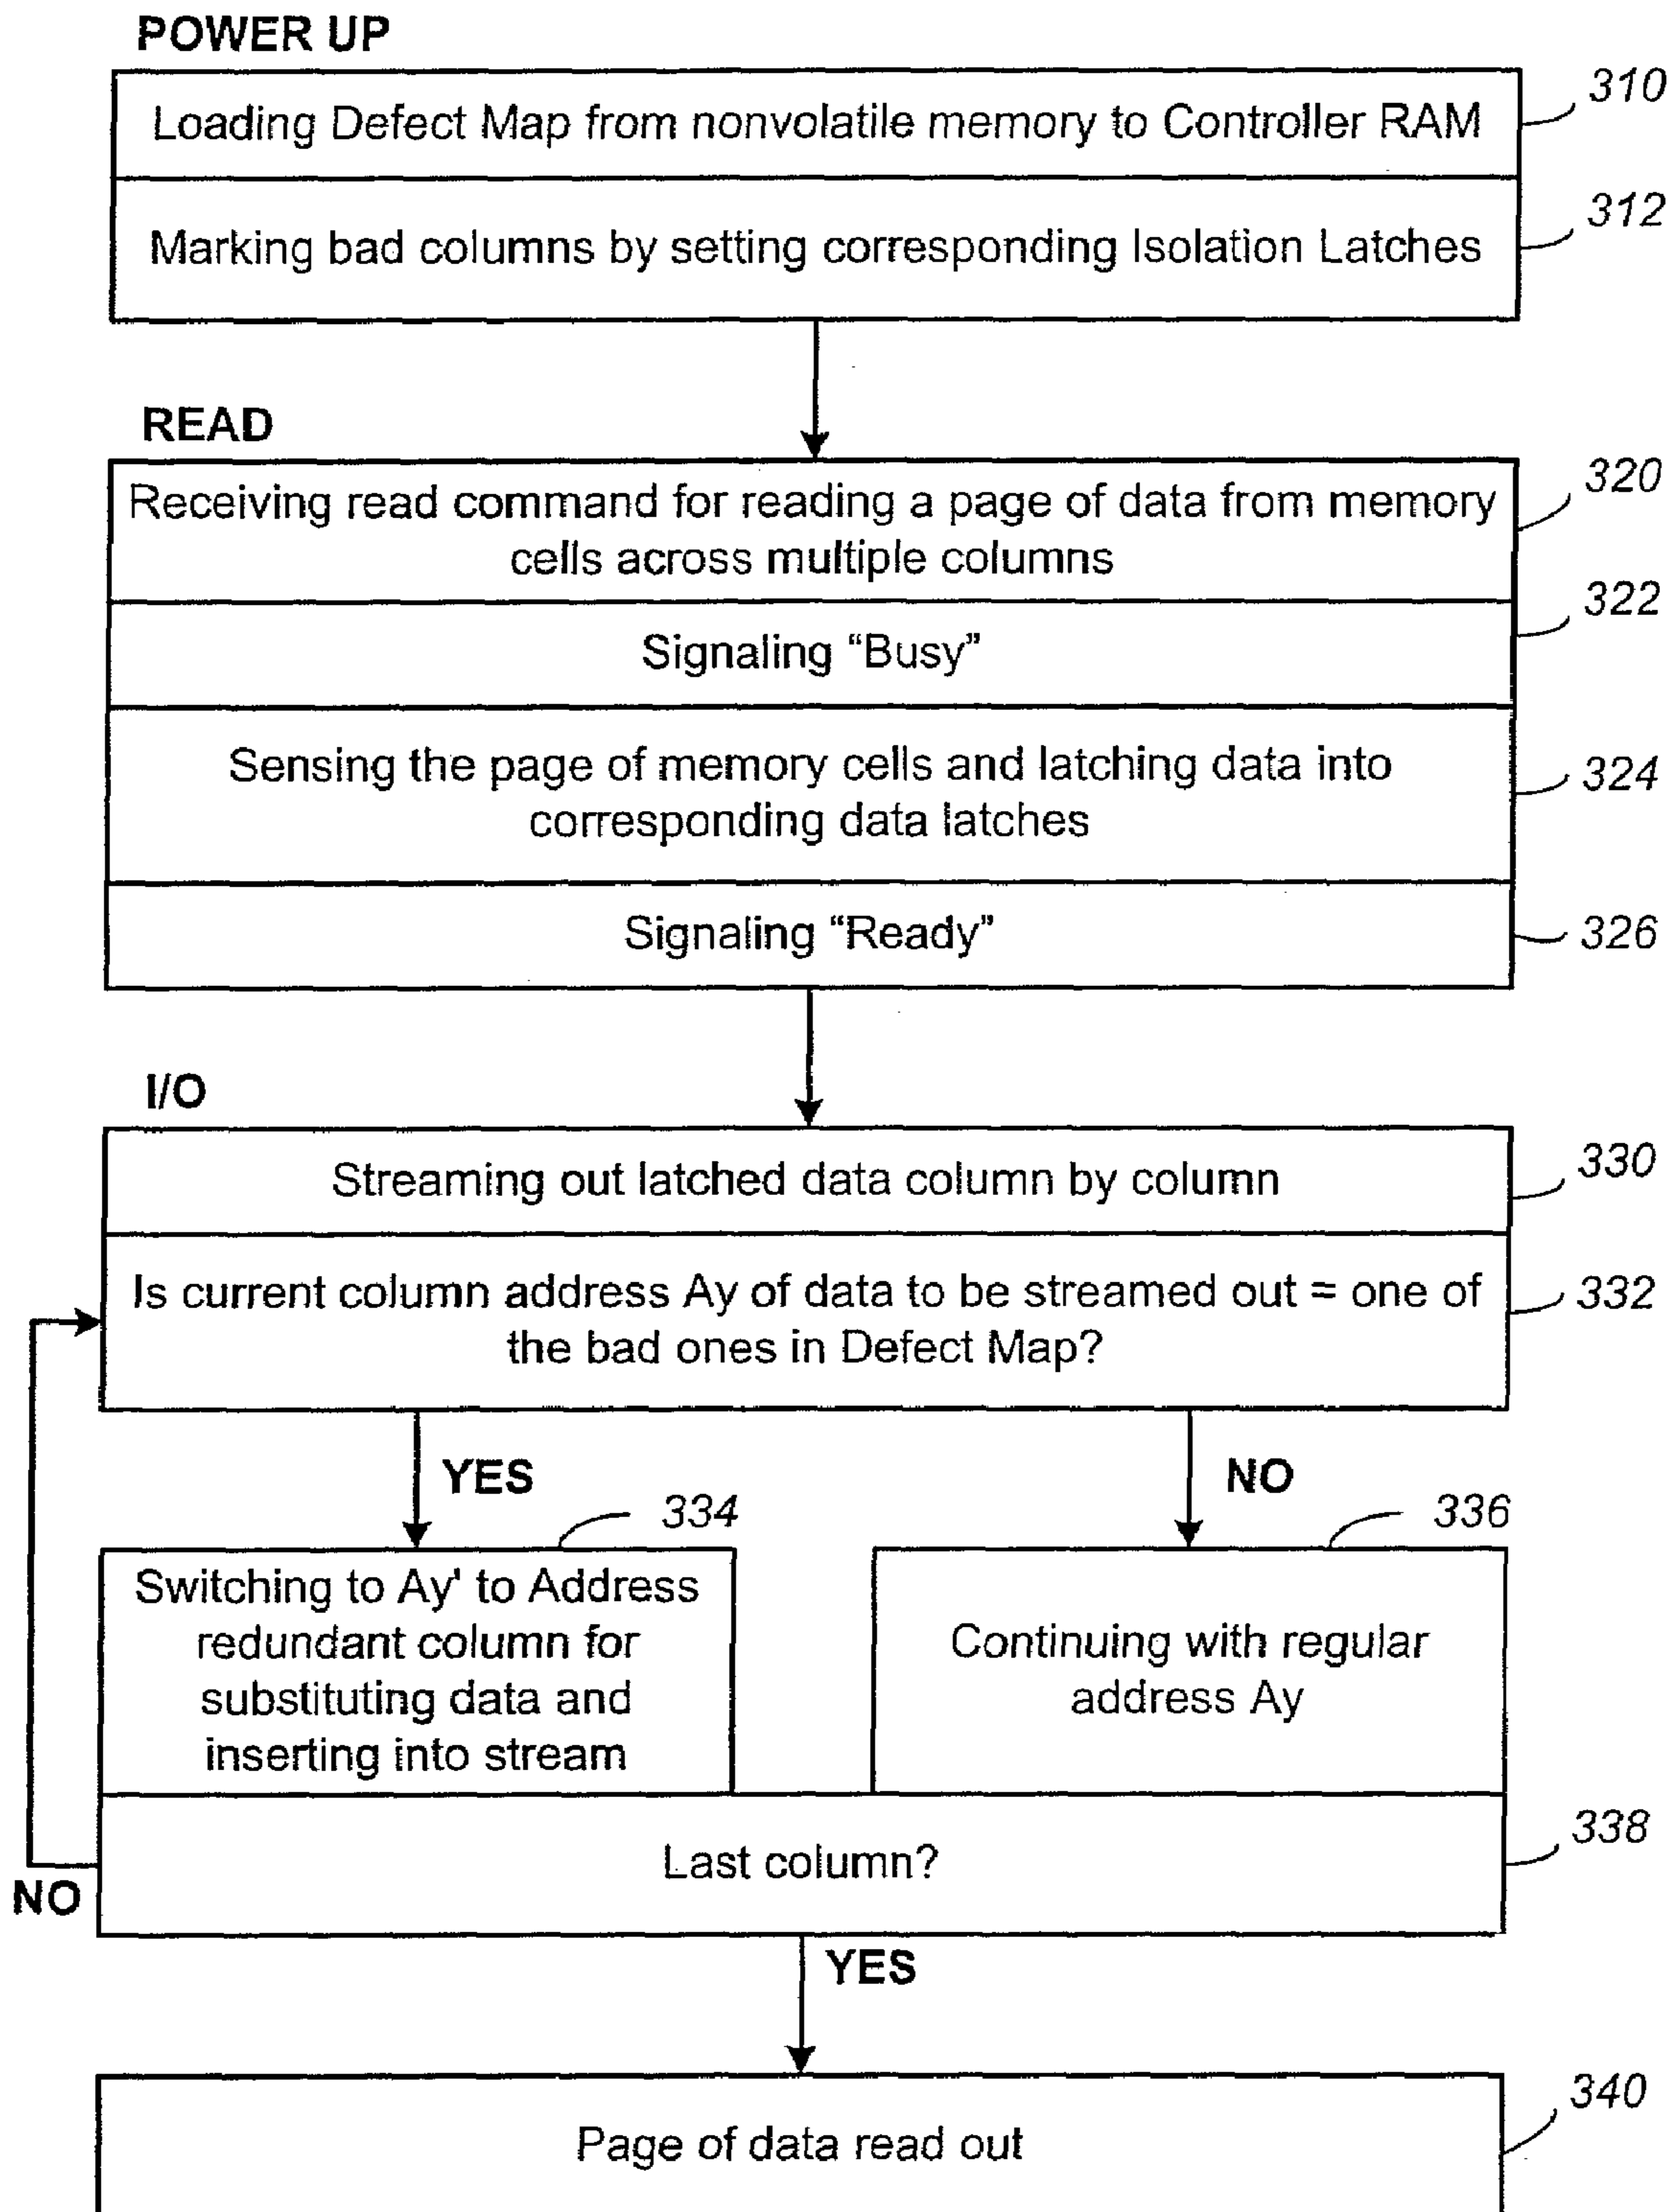 POWER UP
Loading Defect Map from nonvolatile memory to Controller RAM
310
Marking bad columns by setting corresponding Isolation Latches
312
READ
Receiving read command for reading a page of data from memory
cells across multiple columns
320
322
Signaling “Busy”
Sensing the page of memory cells and latching data into
corresponding data latches
324
Signaling “Ready”
326
I/O
Streaming out latched data column by column
330
Is current column address Ay of data to be streamed out = one of
the bad ones in Defect Map?
332
YES
NO
334
336
Switching to Ay' to Address
redundant column for
substituting data and
inserting into stream
Continuing with regular
address Ay
Last column?
338
NO
YES
340
Page of data read out